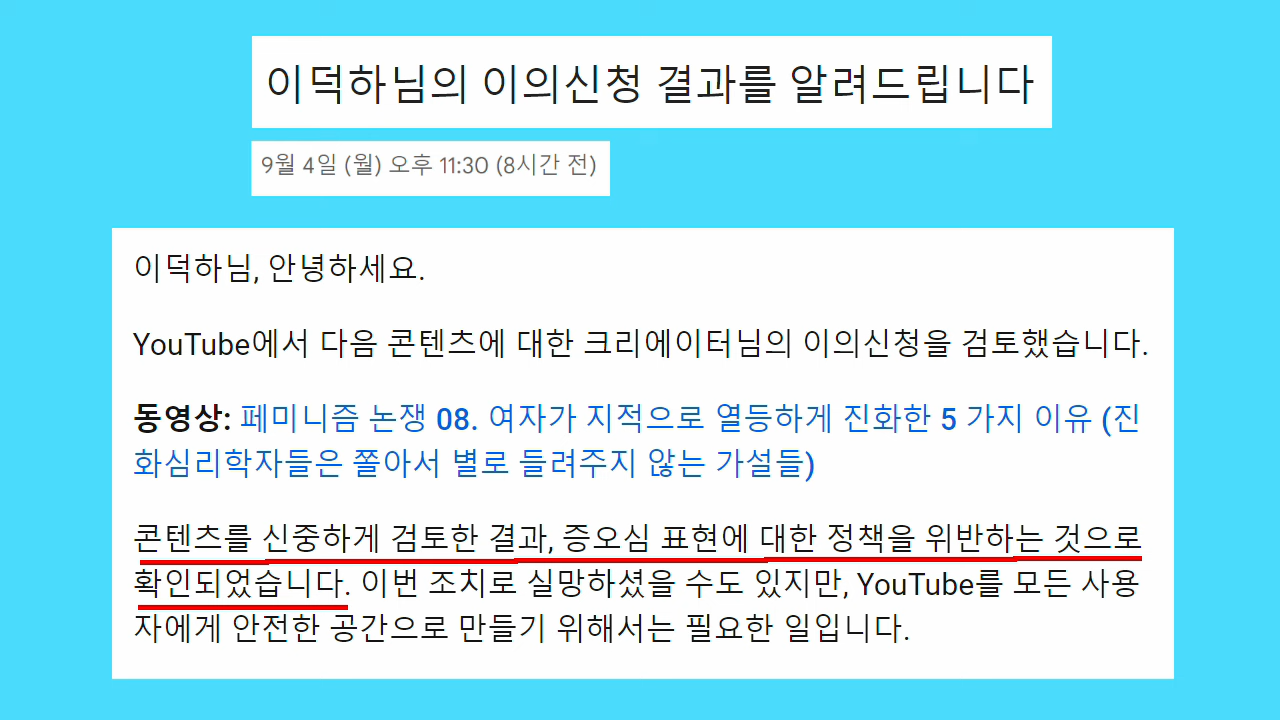 이덕하님의 이의신청 결과를 알려드립니다
9월 4일 (월) 오후 11:30 (8시간 전)
이덕하님, 안녕하세요.
YouTube에서 다음 콘텐츠에 대한 크리에이터님의 이의신청을 검토했습니다.
동영상: 페미니즘 논쟁 08. 여자가 지적으로 열등하게 진화한 5 가지 이유 (진
화심리학자들은 쫄아서 별로 들려주지 않는 가설들)
콘텐츠를 신중하게 검토한 결과, 증오심 표현에 대한 정책을 위반하는 것으로
확인되었습니다. 이번 조치로 실망하셨을 수도 있지만, YouTube를 모든 사용
자에게 안전한 공간으로 만들기 위해서는 필요한 일입니다.